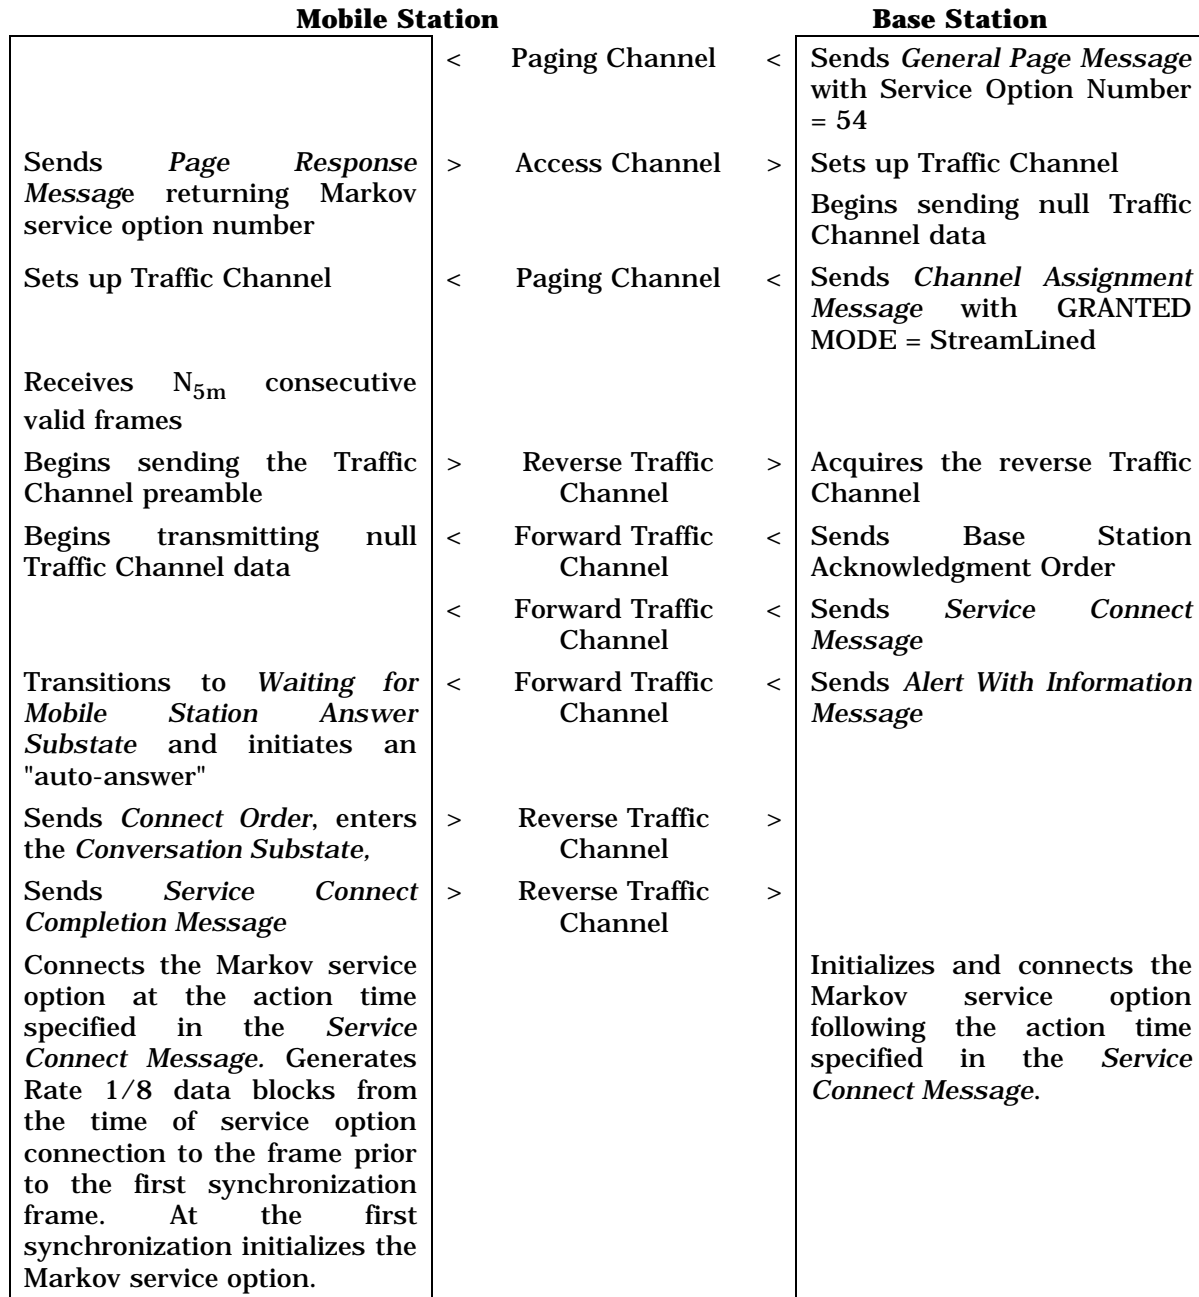 Mobile Station Base Station
< Paging Channel < Sends General Page Message
with Service Option Number
= 54
Sends Page Response > Access Channel > Sets up Traffic Channel
Message returning Markov
service option number
Begins sending null Traffic
Channel data
Sets up Traffic Channel < Paging Channel < Sends Channel Assignment
Message with GRANTED
MODE = StreamLined
Receives N5m consecutive
valid frames
Begins sending the Traffic > Reverse Traffic > Acquires the reverse Traffic
Channel preamble Channel Channel
Begins transmitting null < Forward Traffic < Sends Base Station
Traffic Channel data Channel Acknowledgment Order
< Forward Traffic < Sends Service Connect
Channel Message
Transitions to Waiting for < Forward Traffic < Sends Alert With Information
Mobile Station Answer Channel Message
Substate and initiates an
"auto-answer"
Sends Connect Order, enters > Reverse Traffic >
the Conversation Substate, Channel
Sends Service Connect > Reverse Traffic >
Completion Message Channel
Connects the Markov service Initializes and connects the
option at the action time Markov service option
specified in the Service following the action time
Connect Message. Generates specified in the Service
Rate 1/8 data blocks from Connect Message.
the time of service option
connection to the frame prior
to the first synchronization
frame. At the first
synchronization initializes the
Markov service option.